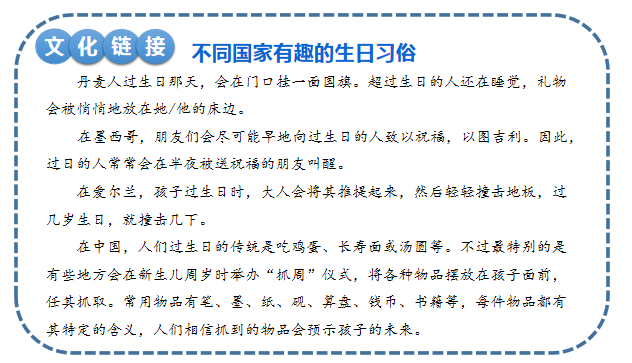 文化链接
不同国家有趣的生日习俗
丹麦人过生日那天，会在门口挂一面国旗。超过生日的人还在睡觉，礼物
会被悄悄地放在她/他的床边。
在墨西哥，朋友们会尽可能早地向过生日的人致以祝福，以图吉利。因此，
过日的人常常会在半夜被送祝福的朋友叫醒。
在爱尔兰，孩子过生日时，大人会将其推提起来，然后轻轻撞击地板，过
几岁生日，就撞击几下。
在中国，人们过生日的传统是吃鸡蛋、长寿面或汤圆等。不过最特别的是
有些地方会在新生儿周岁时举办“抓周”仪式，将各种物品摆放在孩子面前，
任其抓取。常用物品有笔、墨、纸、砚、算盘、钱币、书籍等，每件物品都有
其特定的含义，人们相信抓到的物品会预示孩子的未来。